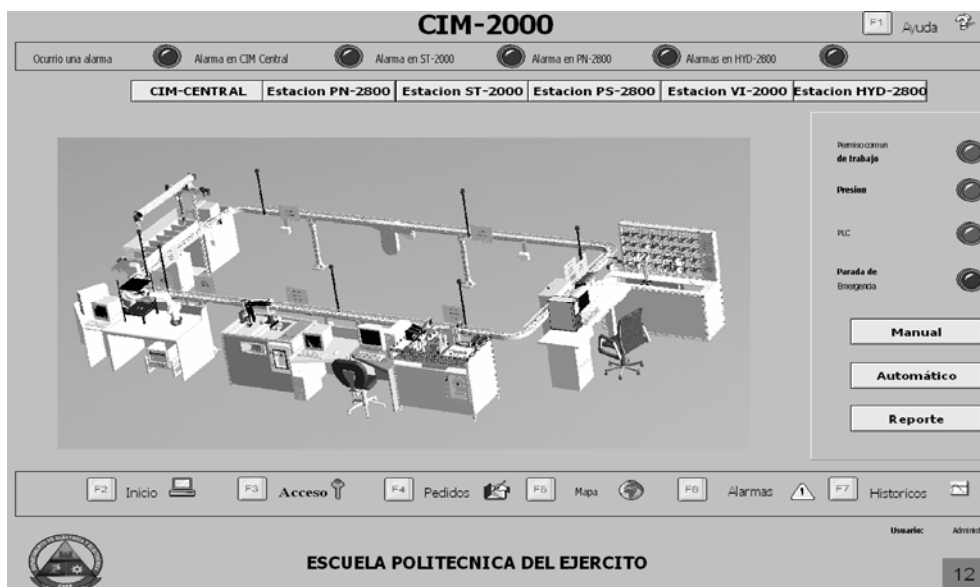 CIM-2000
F1 Ayuda
Ocurrio una alarma Alarma en CIM Central Alarma en ST-2000 Alarma en PN-2800 Alarmas en HYD-2800
CIM-CENTRAL Estacion PN-2800 Estacion ST-2000 Estación PS-2800 Estacion VI-2000 Estacion HYD-2800
Permiso comun
de trabajo
Presion
PLC
Parada de
Emergencia
Manual
Automático
Reporte
F2 Inicio F3 Acceso F4 Pedidos F5 Mapa F6 Alarmas F7 Historicos
Usuario: Administ
ESCUELA POLITECNICA DEL EJERCITO
12